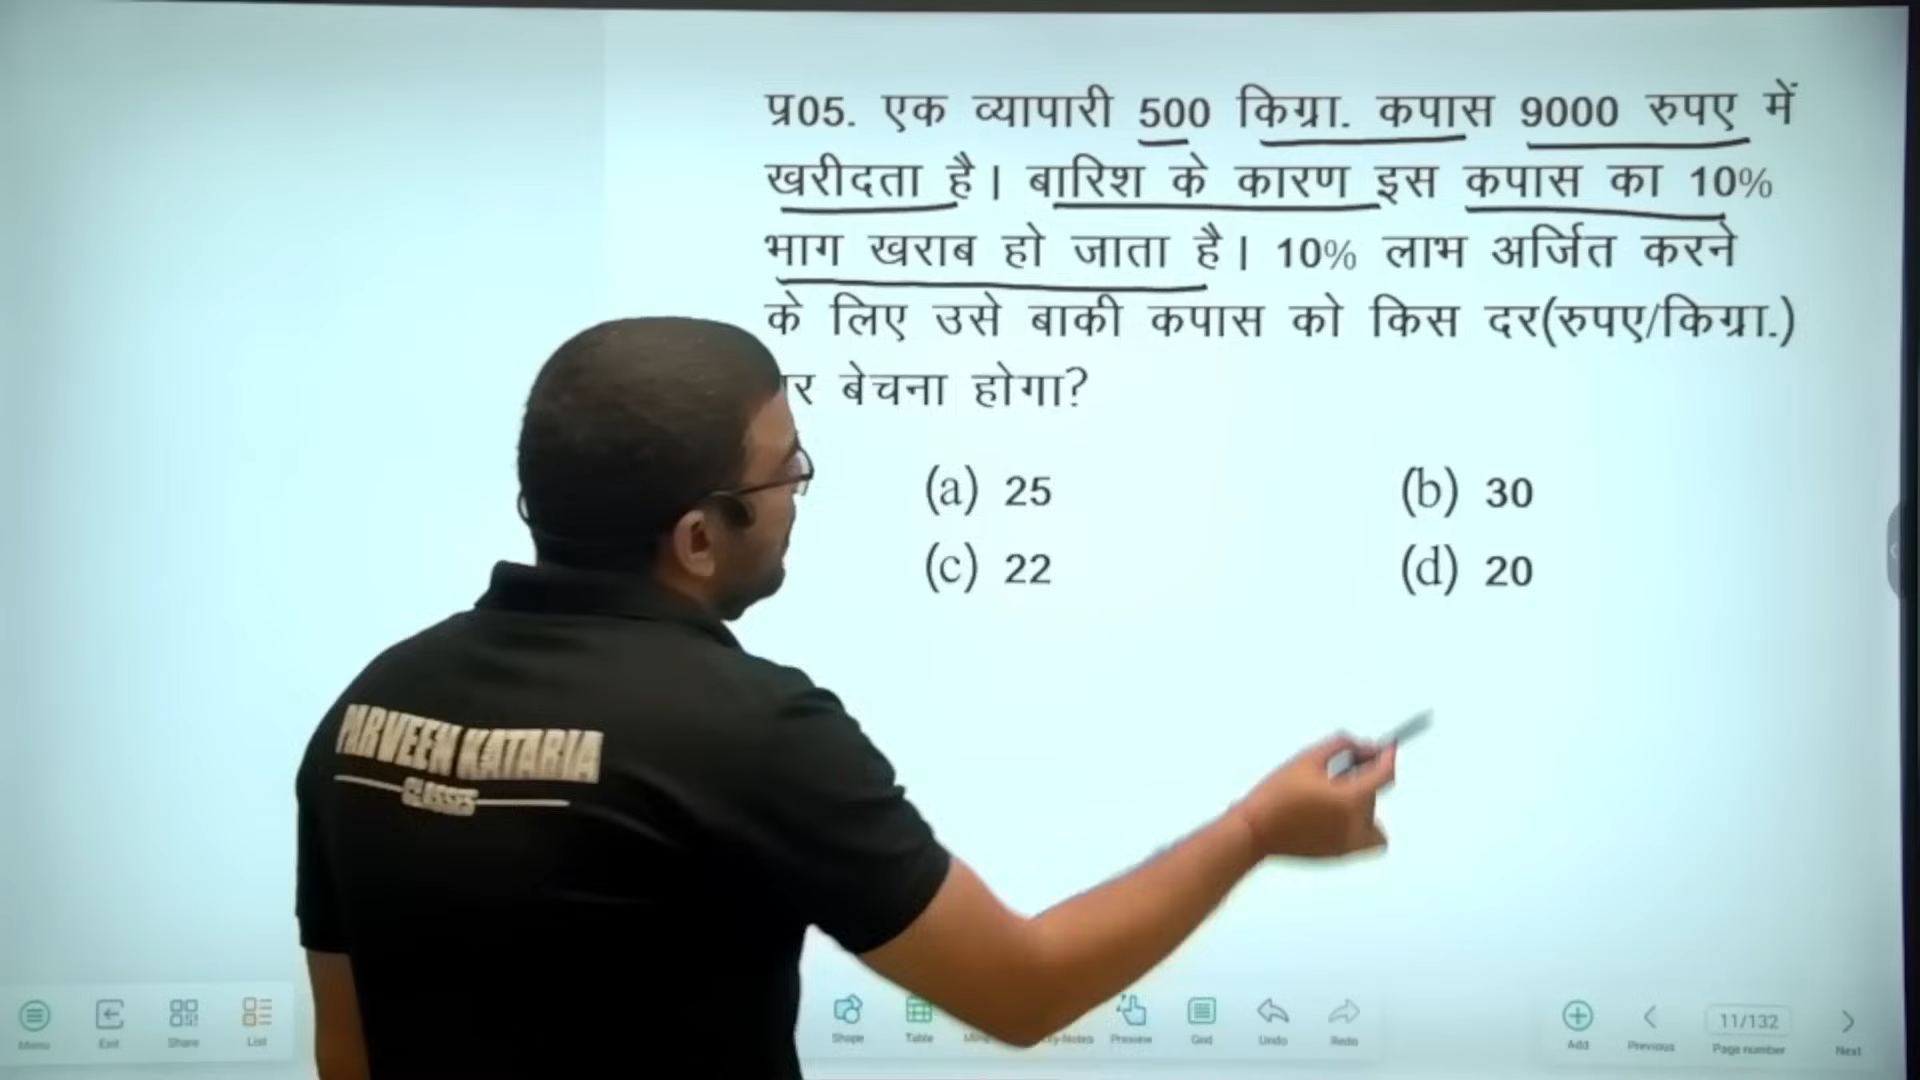 प्र05. एक व्यापारी 500 किग्रा. कपास 9000 रुपए में
खरीदता है। बारिश के कारण इस कपास का 10%
भाग खराब हो जाता है। 10% लाभ अर्जित करने
के लिए उसे बाकी कपास को किस दर(रुपए/किग्रा.)
बेचना होगा?
(a) 25 (b) 30
(c) 22 (d) 20
PARVEEN KATARIA
CLASSES
Menu Exit Share List Shape Table Preview Grid Undo Redo Add Previous 11/132 Page number Next